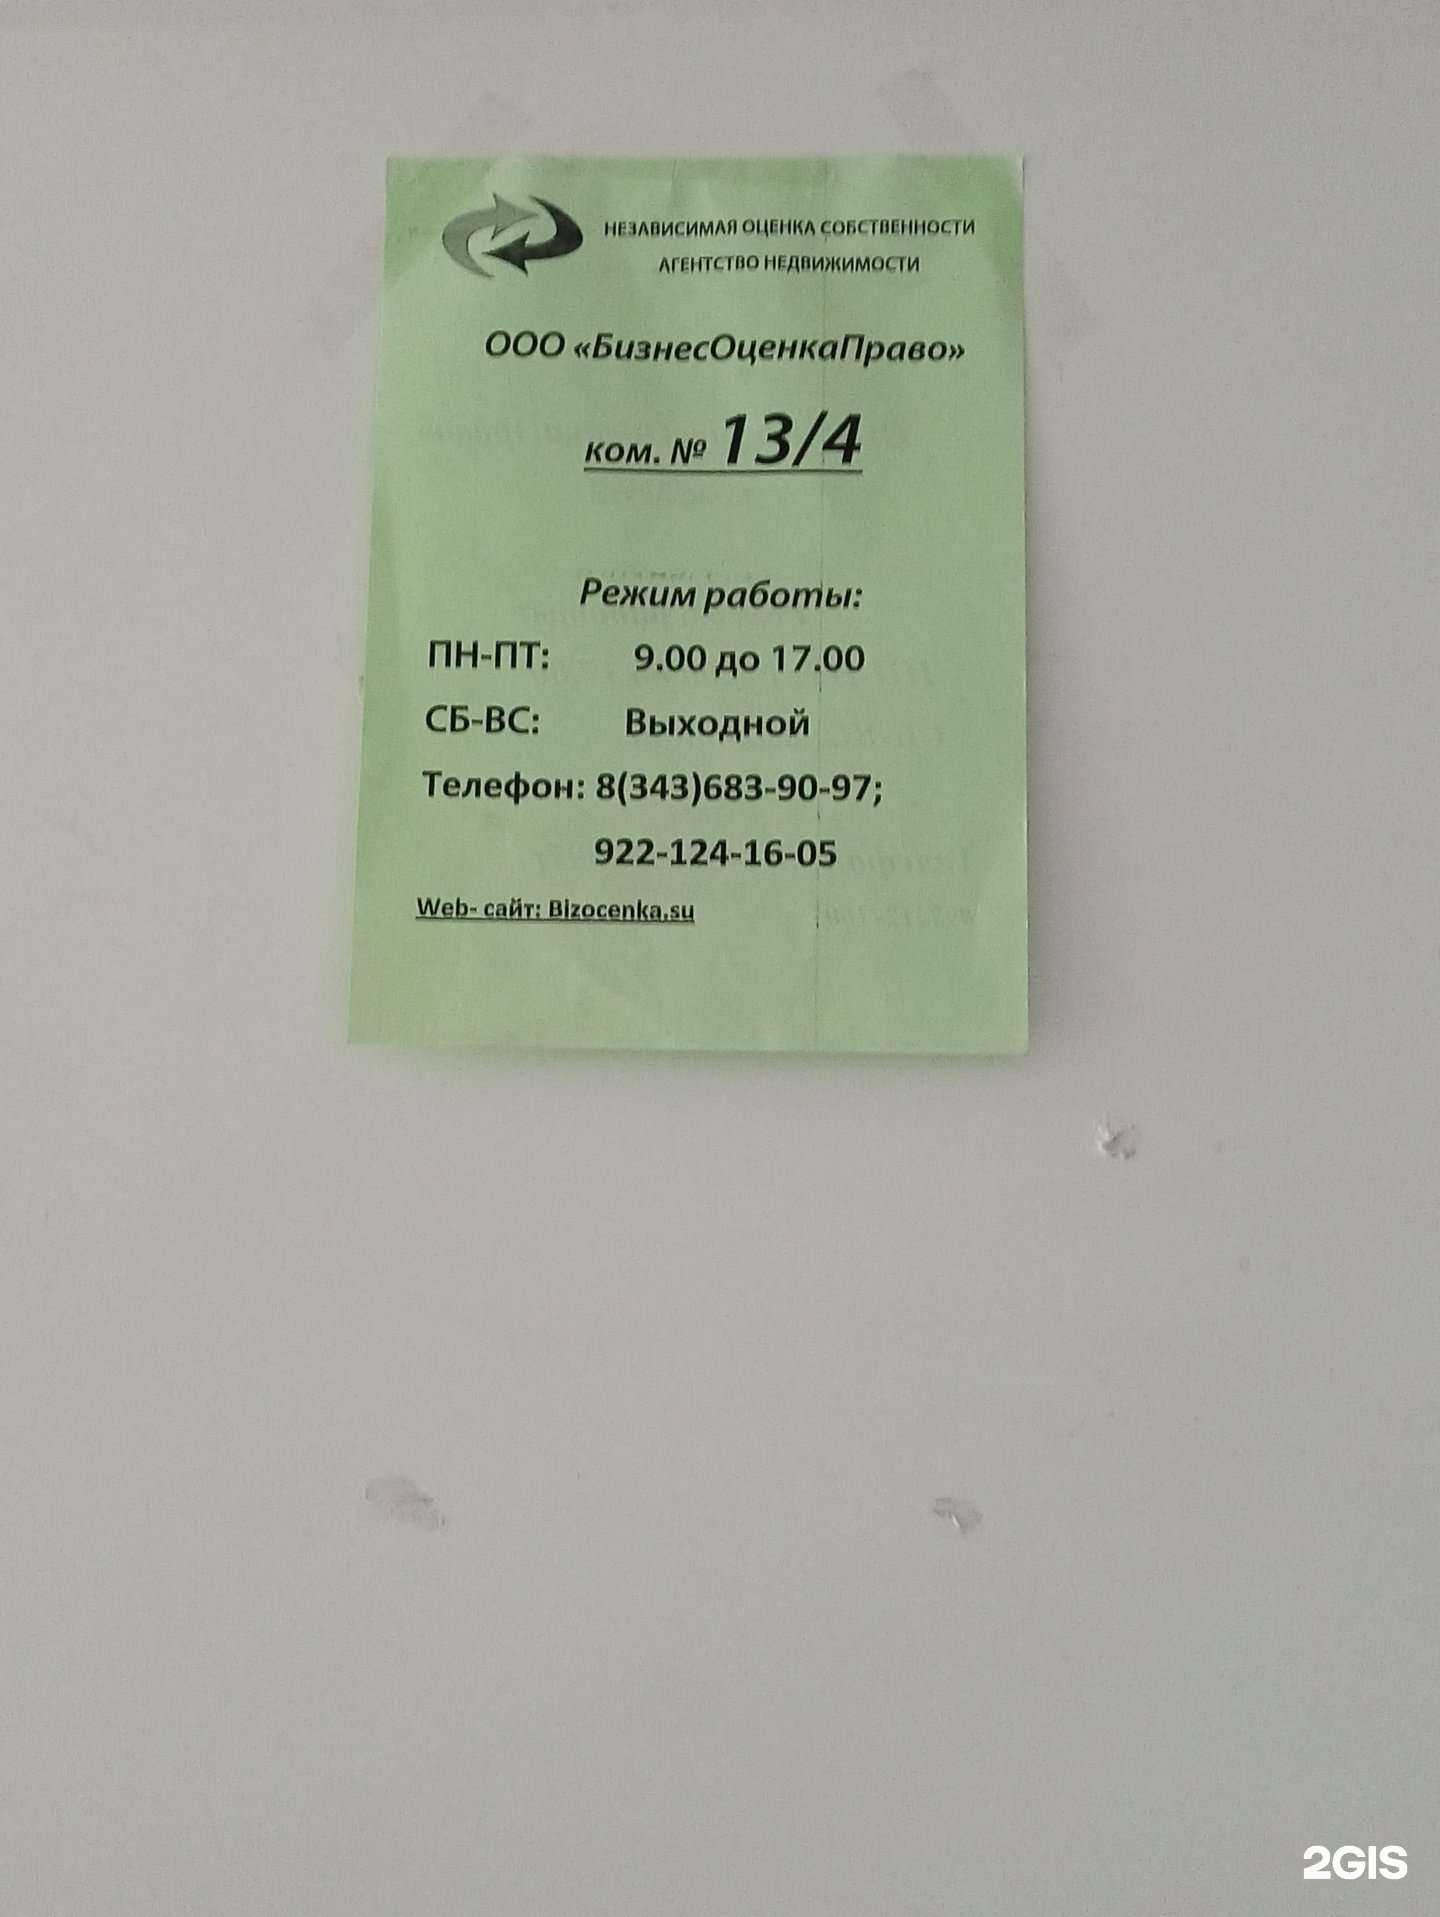 НЕЗАВИСИМАЯ ОЦЕНКА СОБСТВЕННОСТИ
АГЕНТСТВО НЕДВИЖИМОСТИ
ООО «БизнесОценкаПраво»
ком. № 13/4
Режим работы:
ПН-ПТ: 9.00 до 17.00
СБ-ВС: Выходной
Телефон: 8(343)683-90-97;
922-124-16-05
Web- сайт: Bizocenka.su
2GIS